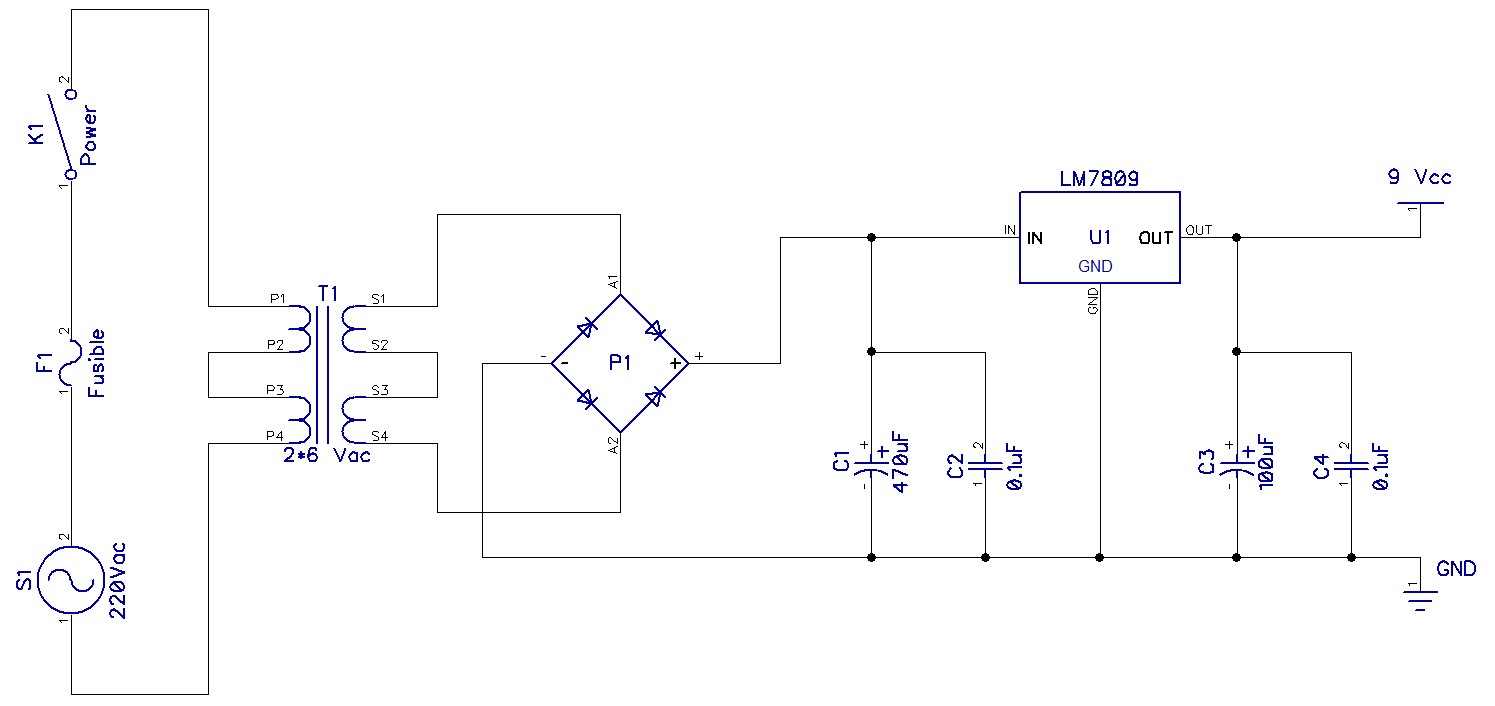 2
K1
Power
1
2
F1
Fusible
1
2
S1
220Vac
1
T1
P1
S1
P2
S2
P3
S3
P4
S4
2*6 Vac
A1
- - P1 + +
A2
LM7809
IN IN U1 OUT OUT
GND
GND
9 Vcc
1
+ +
C1
470uF
-
2
C2
0.1uF
1
+ +
C3
100uF
-
2
C4
0.1uF
1
1
GND